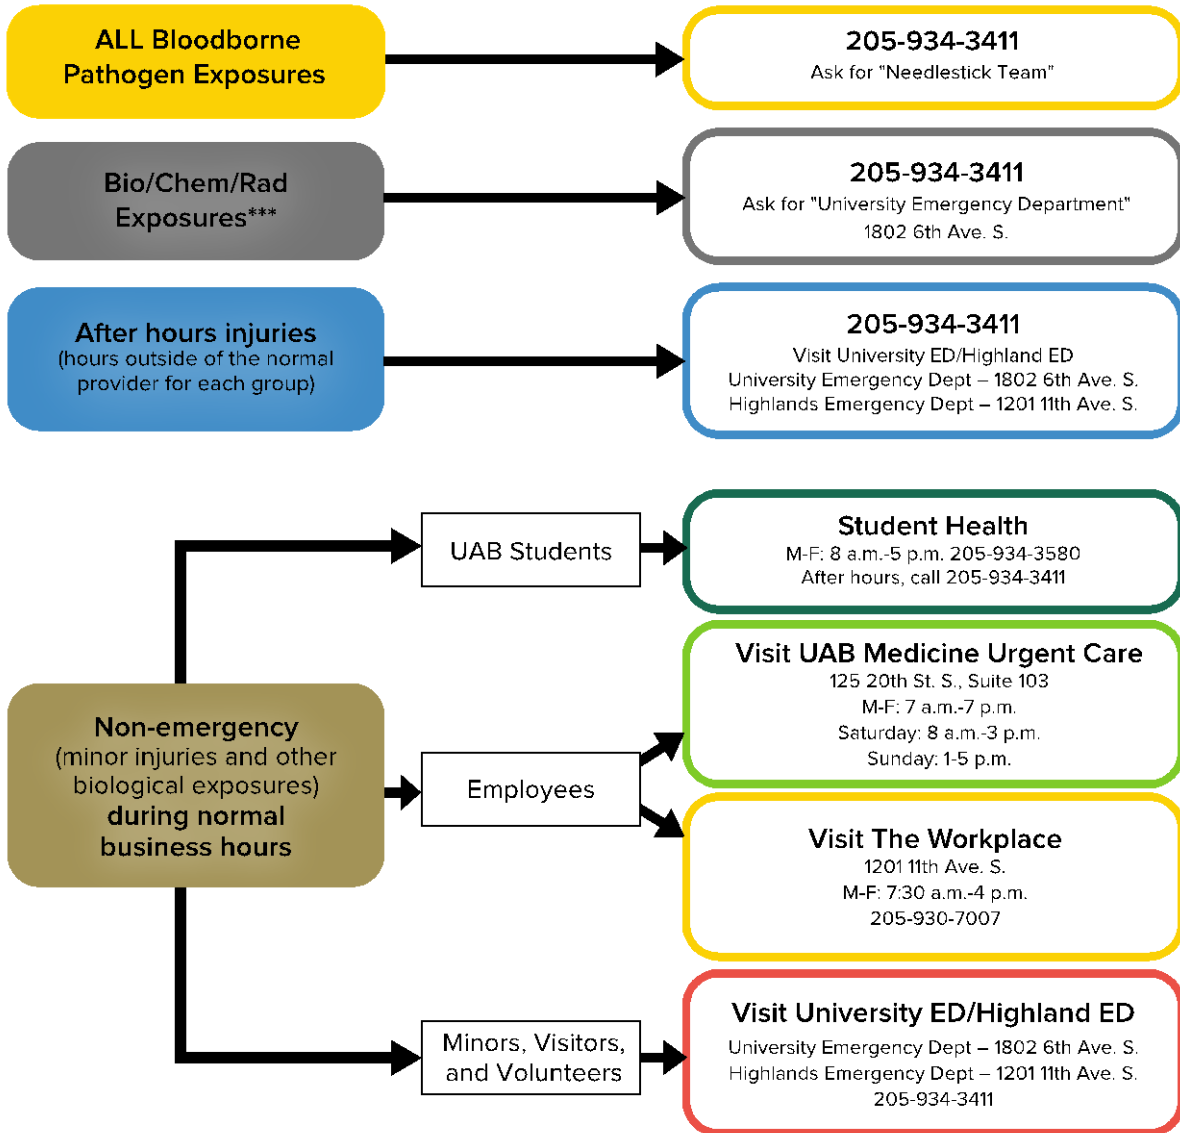 ALL Bloodborne
Pathogen Exposures
205-934-3411
Ask for "Needlestick Team"
Bio/Chem/Rad
Exposures***
205-934-3411
Ask for "University Emergency Department"
1802 6th Ave. S.
After hours injuries
(hours outside of the normal
provider for each group)
205-934-3411
Visit University ED/Highland ED
University Emergency Dept – 1802 6th Ave. S.
Highlands Emergency Dept – 1201 11th Ave. S.
Non-emergency
(minor injuries and other
biological exposures)
during normal
business hours
UAB Students
Student Health
M-F: 8 a.m.-5 p.m. 205-934-3580
After hours, call 205-934-3411
Employees
Visit UAB Medicine Urgent Care
125 20th St. S., Suite 103
M-F: 7 a.m.-7 p.m.
Saturday: 8 a.m.-3 p.m.
Sunday: 1-5 p.m.
Visit The Workplace
1201 11th Ave. S.
M-F: 7:30 a.m.-4 p.m.
205-930-7007
Minors, Visitors,
and Volunteers
Visit University ED/Highland ED
University Emergency Dept – 1802 6th Ave. S.
Highlands Emergency Dept – 1201 11th Ave. S.
205-934-3411